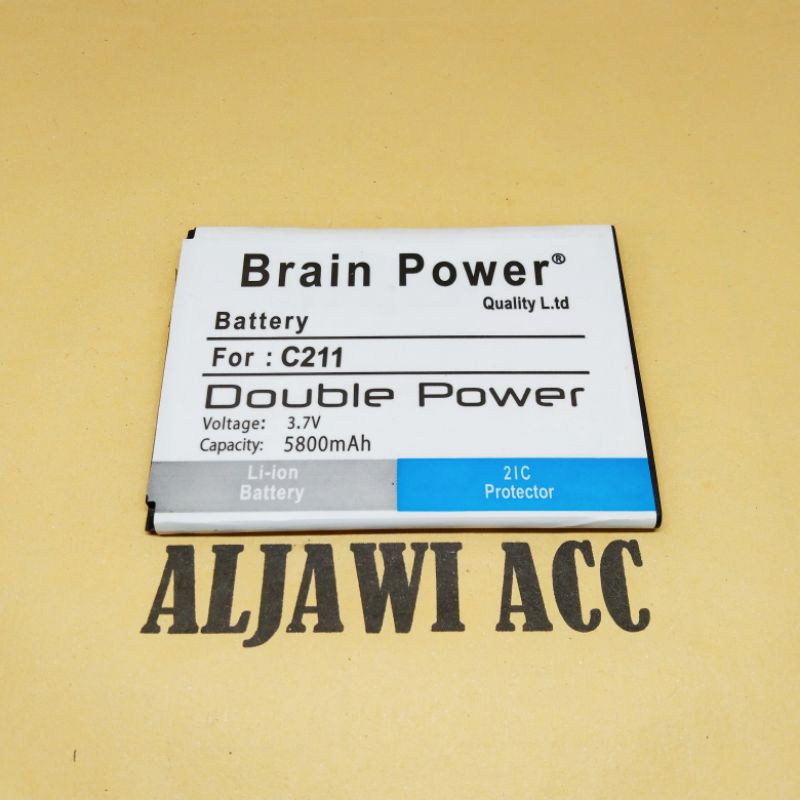 Brain Power®
Quality L.td
Battery
For : C211
Double Power
Voltage: 3.7V
Capacity: 5800mAh
Li-ion
Battery
2IC
Protector
ALJAWI ACC